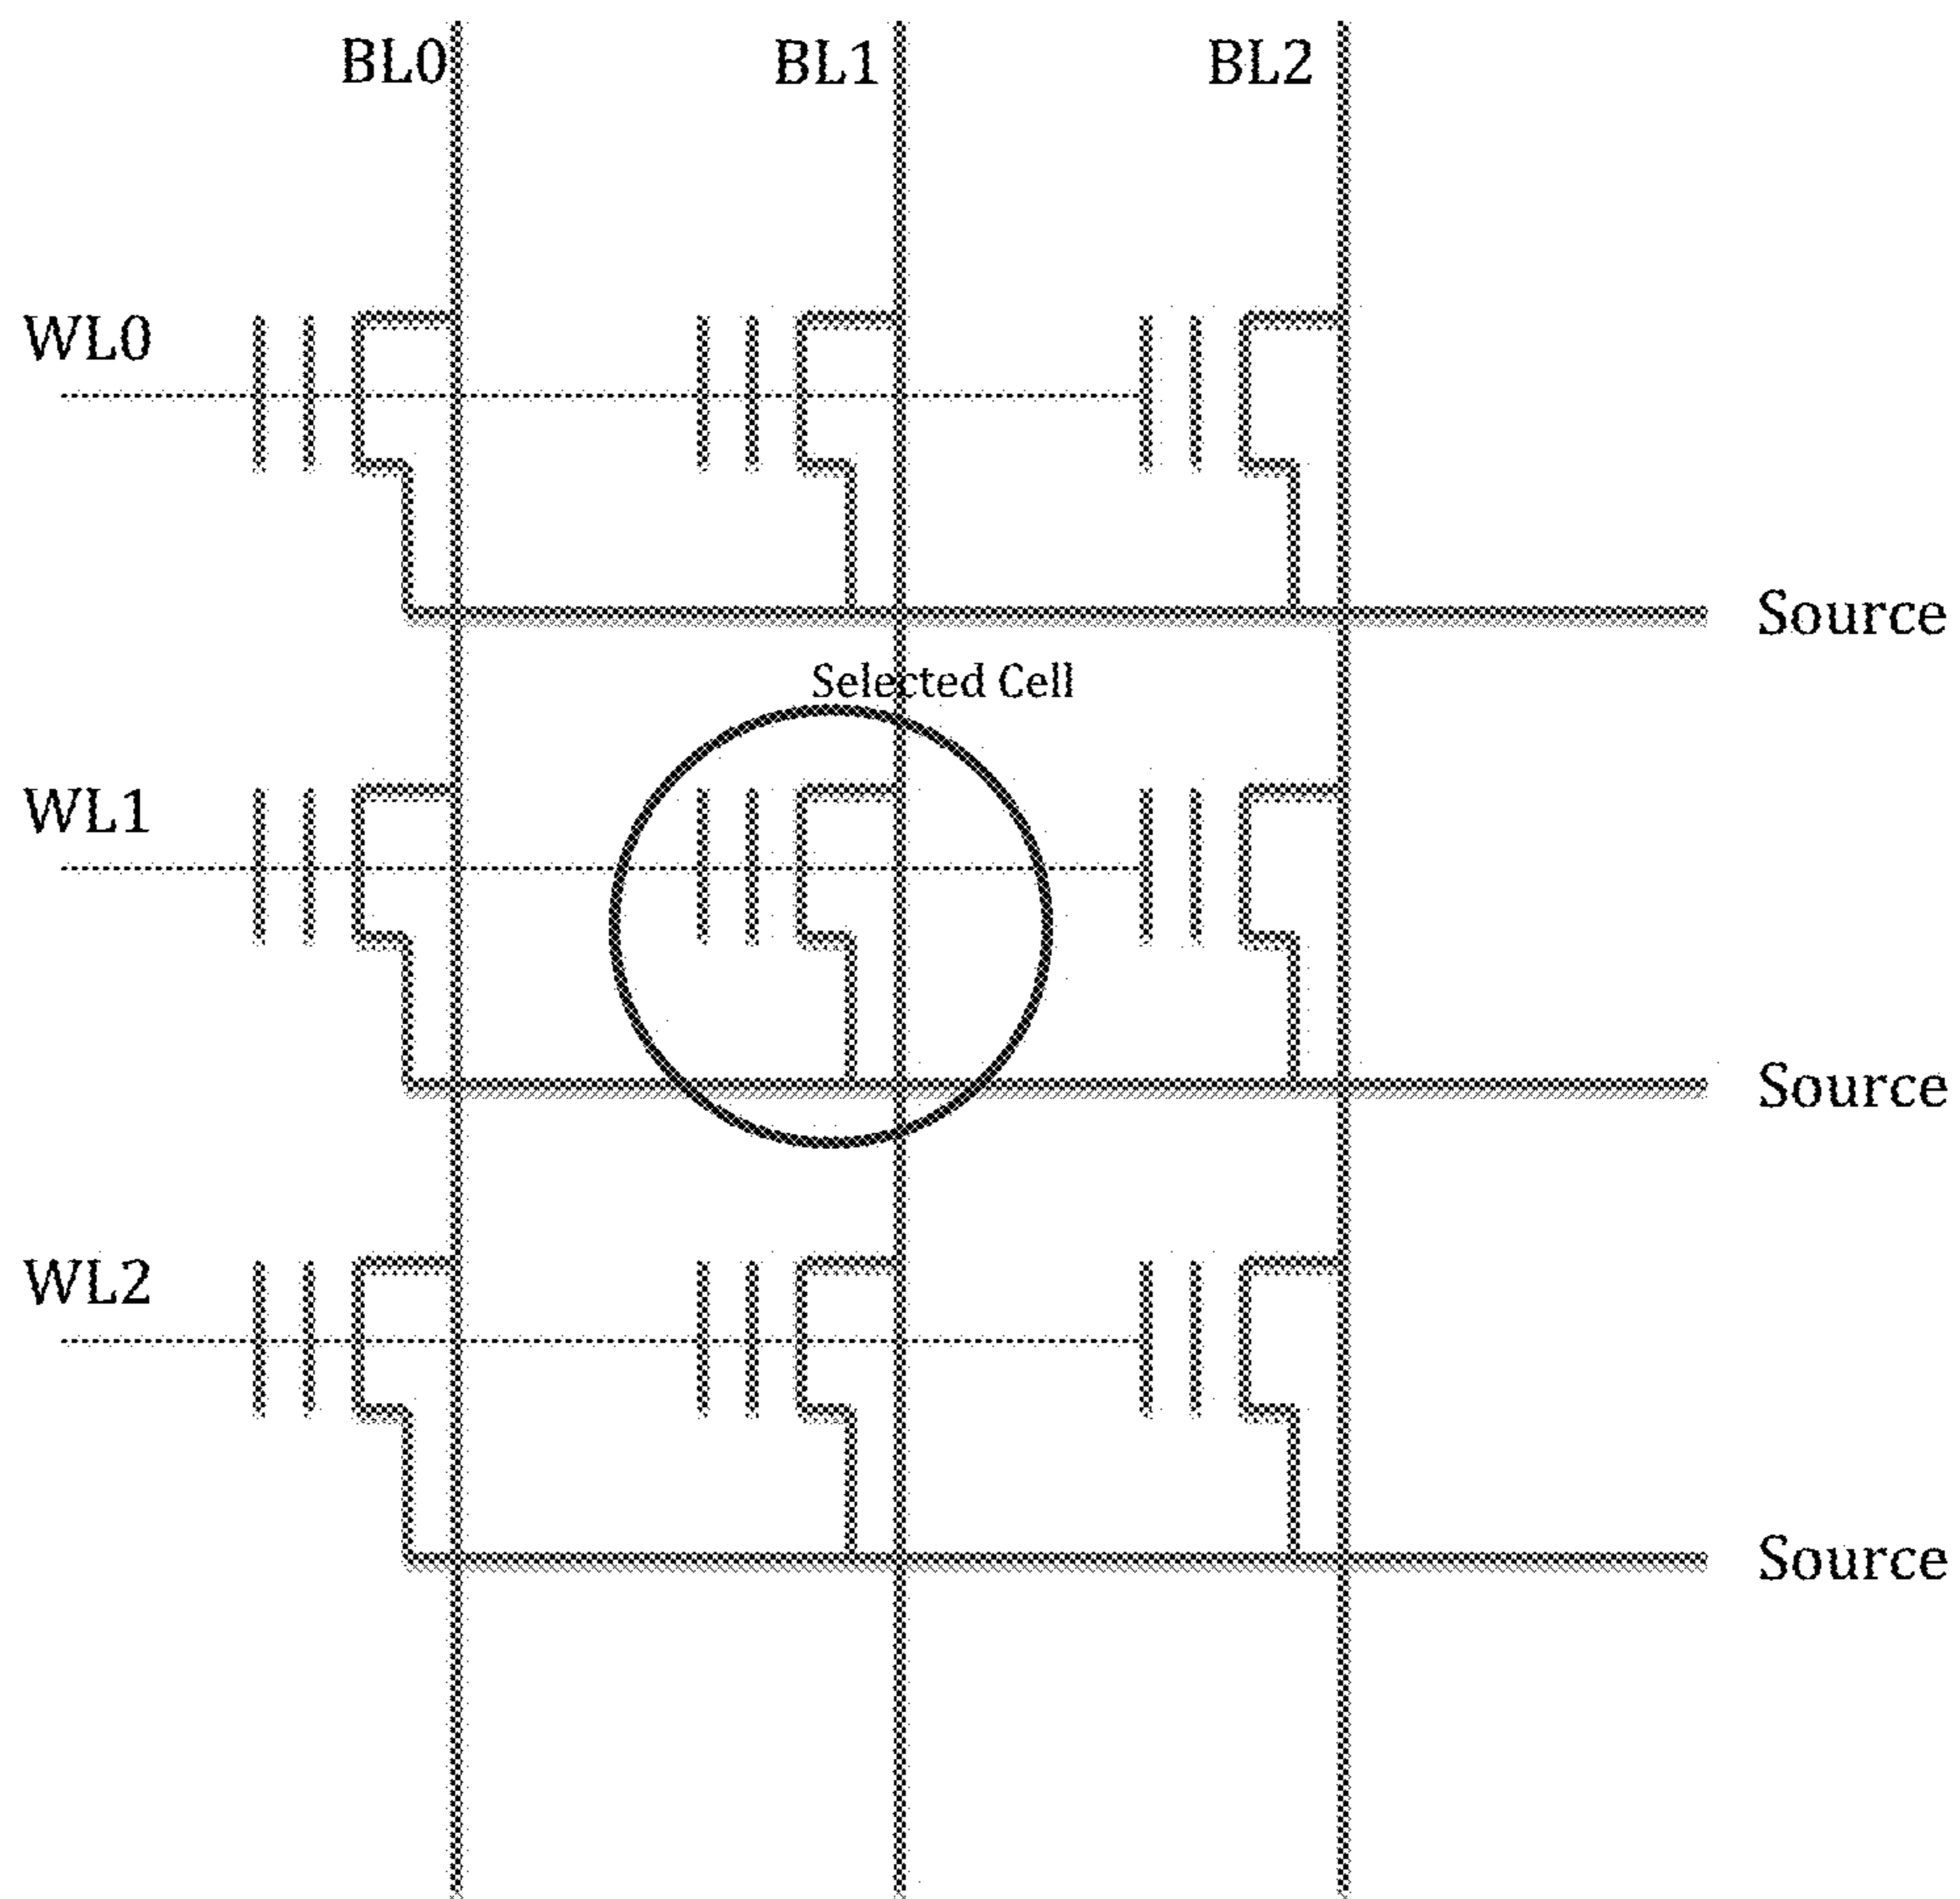 BL0 BL1 BL2
WL0
Source
Selected Cell
WL1
Source
WL2
Source